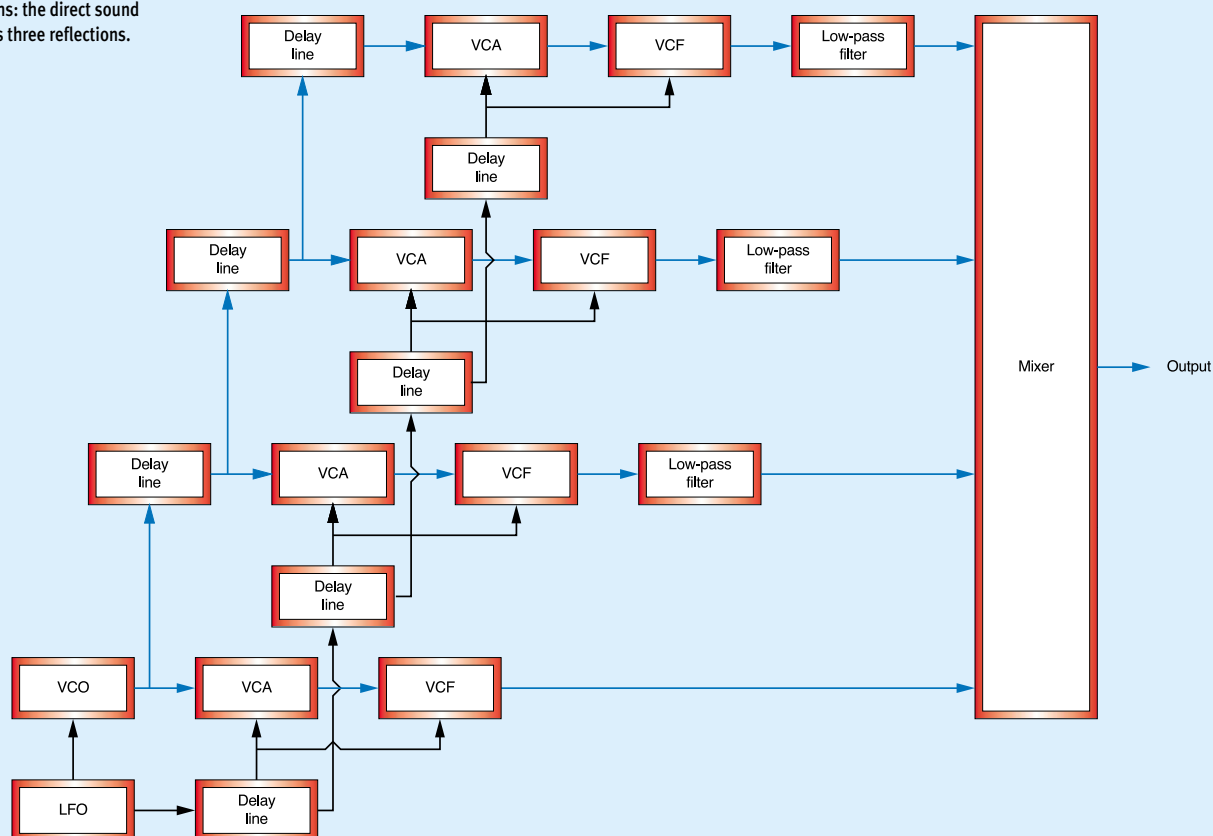 ns: the direct sound
s three reflections.
Delay
line
VCA
VCF
Low-pass
filter
Delay
line
Delay
line
VCA
VCF
Low-pass
filter
Delay
line
Mixer
Output
Delay
line
VCA
VCF
Low-pass
filter
Delay
line
VCO
VCA
VCF
LFO
Delay
line